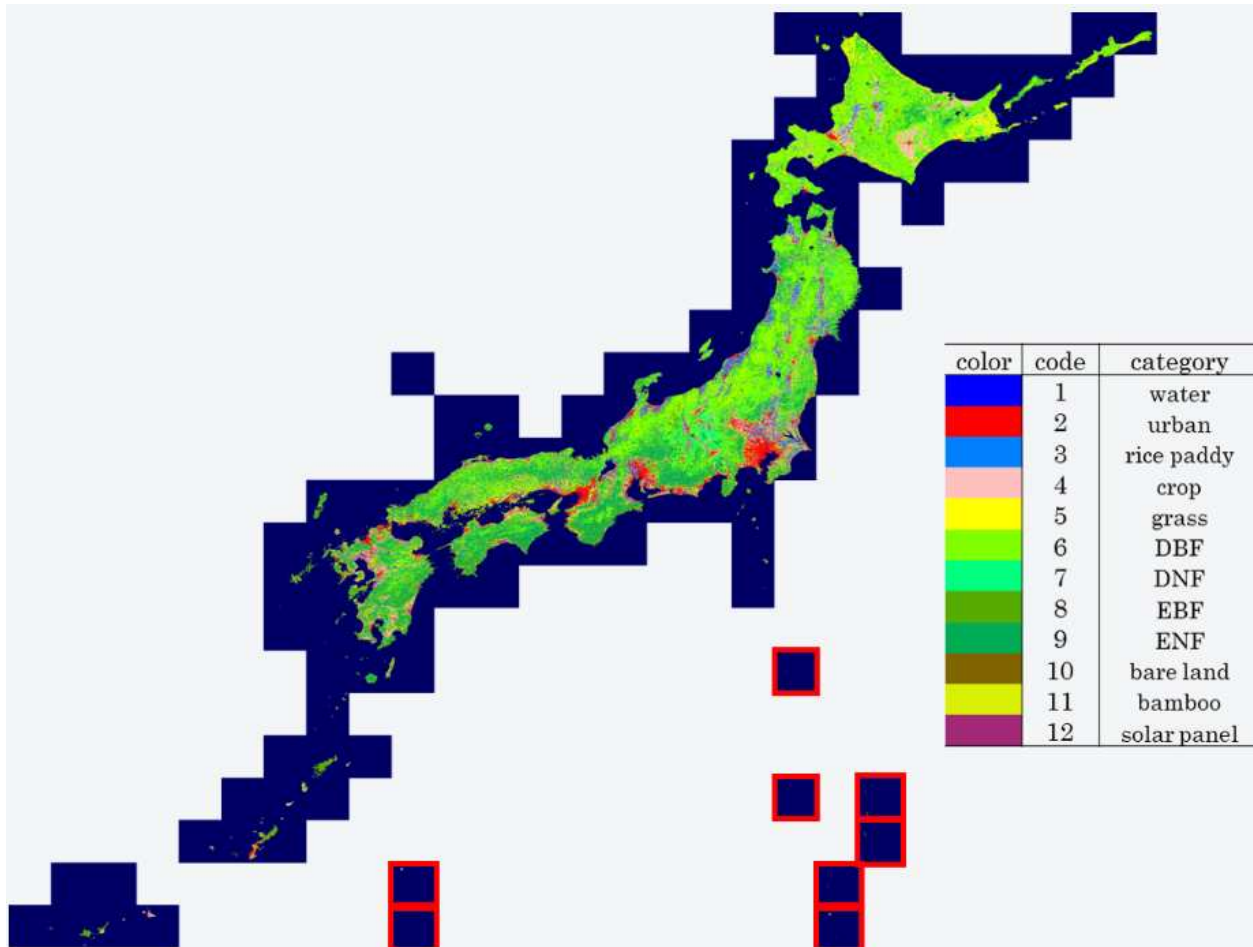 color code category
1 water
2 urban
3 rice paddy
4 crop
5 grass
6 DBF
7 DNF
8 EBF
9 ENF
10 bare land
11 bamboo
12 solar panel